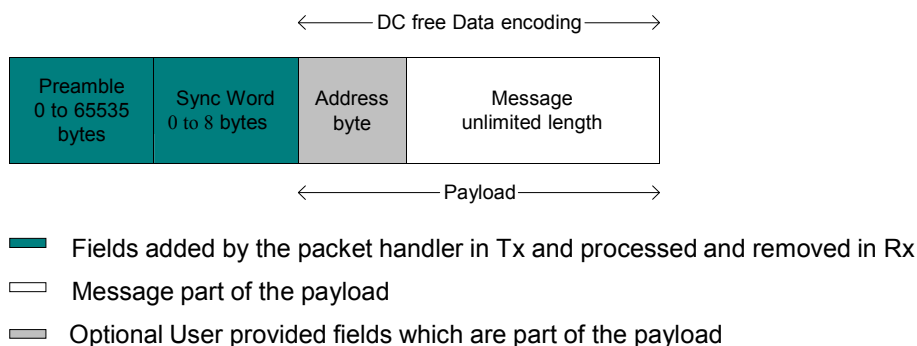 DC free Data encoding
Preamble
0 to 65535
bytes
Sync Word
0 to 8 bytes
Address
byte
Message
unlimited length
Payload
Fields added by the packet handler in Tx and processed and removed in Rx
Message part of the payload
Optional User provided fields which are part of the payload